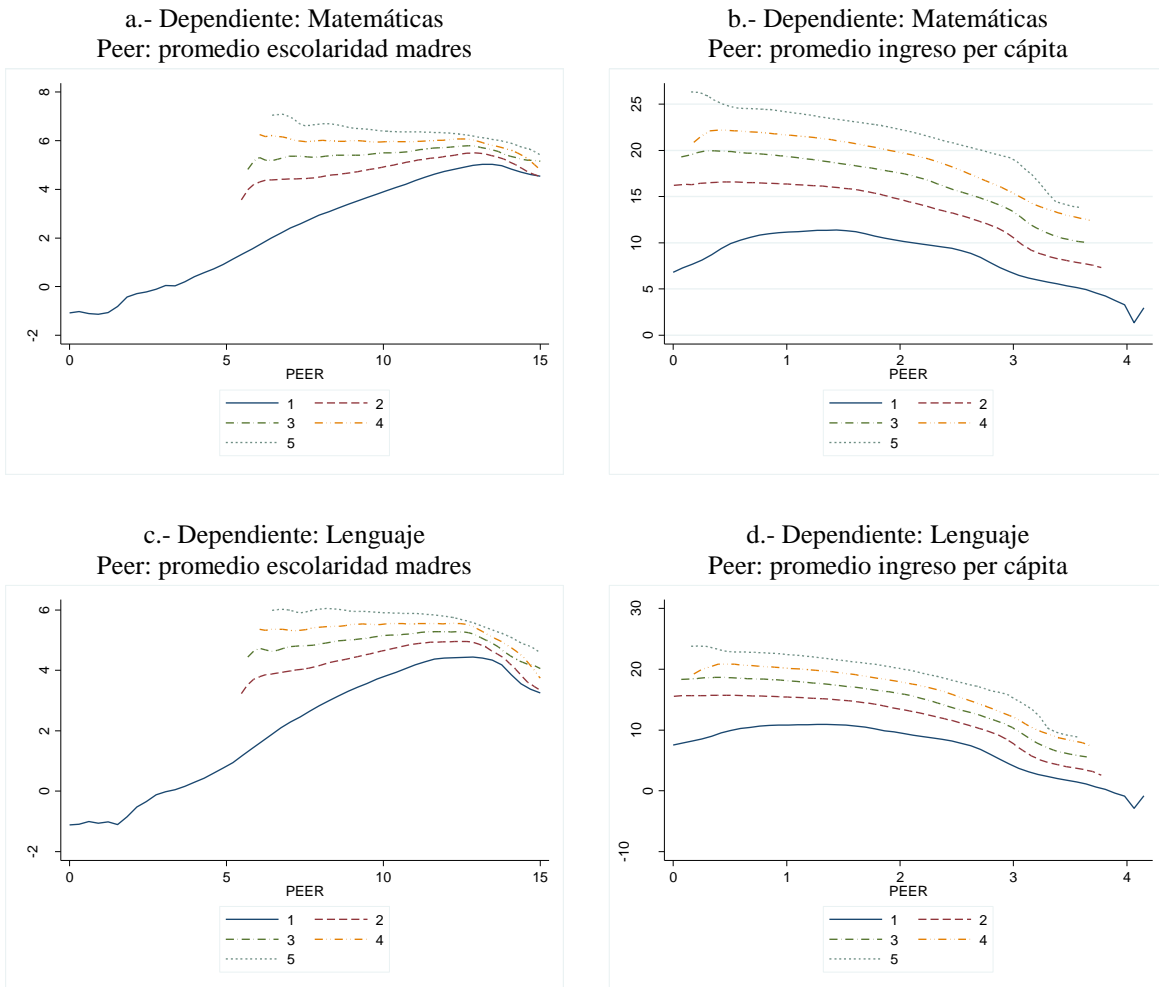 a.- Dependiente: Matemáticas
Peer: promedio escolaridad madres
8
6
4
2
0
-2
0 5 10 15
PEER
1 2
3 4
5
b.- Dependiente: Matemáticas
Peer: promedio ingreso per cápita
25
20
15
10
5
0
0 1 2 3 4
PEER
1 2
3 4
5
c.- Dependiente: Lenguaje
Peer: promedio escolaridad madres
6
4
2
0
-2
0 5 10 15
PEER
1 2
3 4
5
d.- Dependiente: Lenguaje
Peer: promedio ingreso per cápita
30
20
10
0
-10
0 1 2 3 4
PEER
1 2
3 4
5